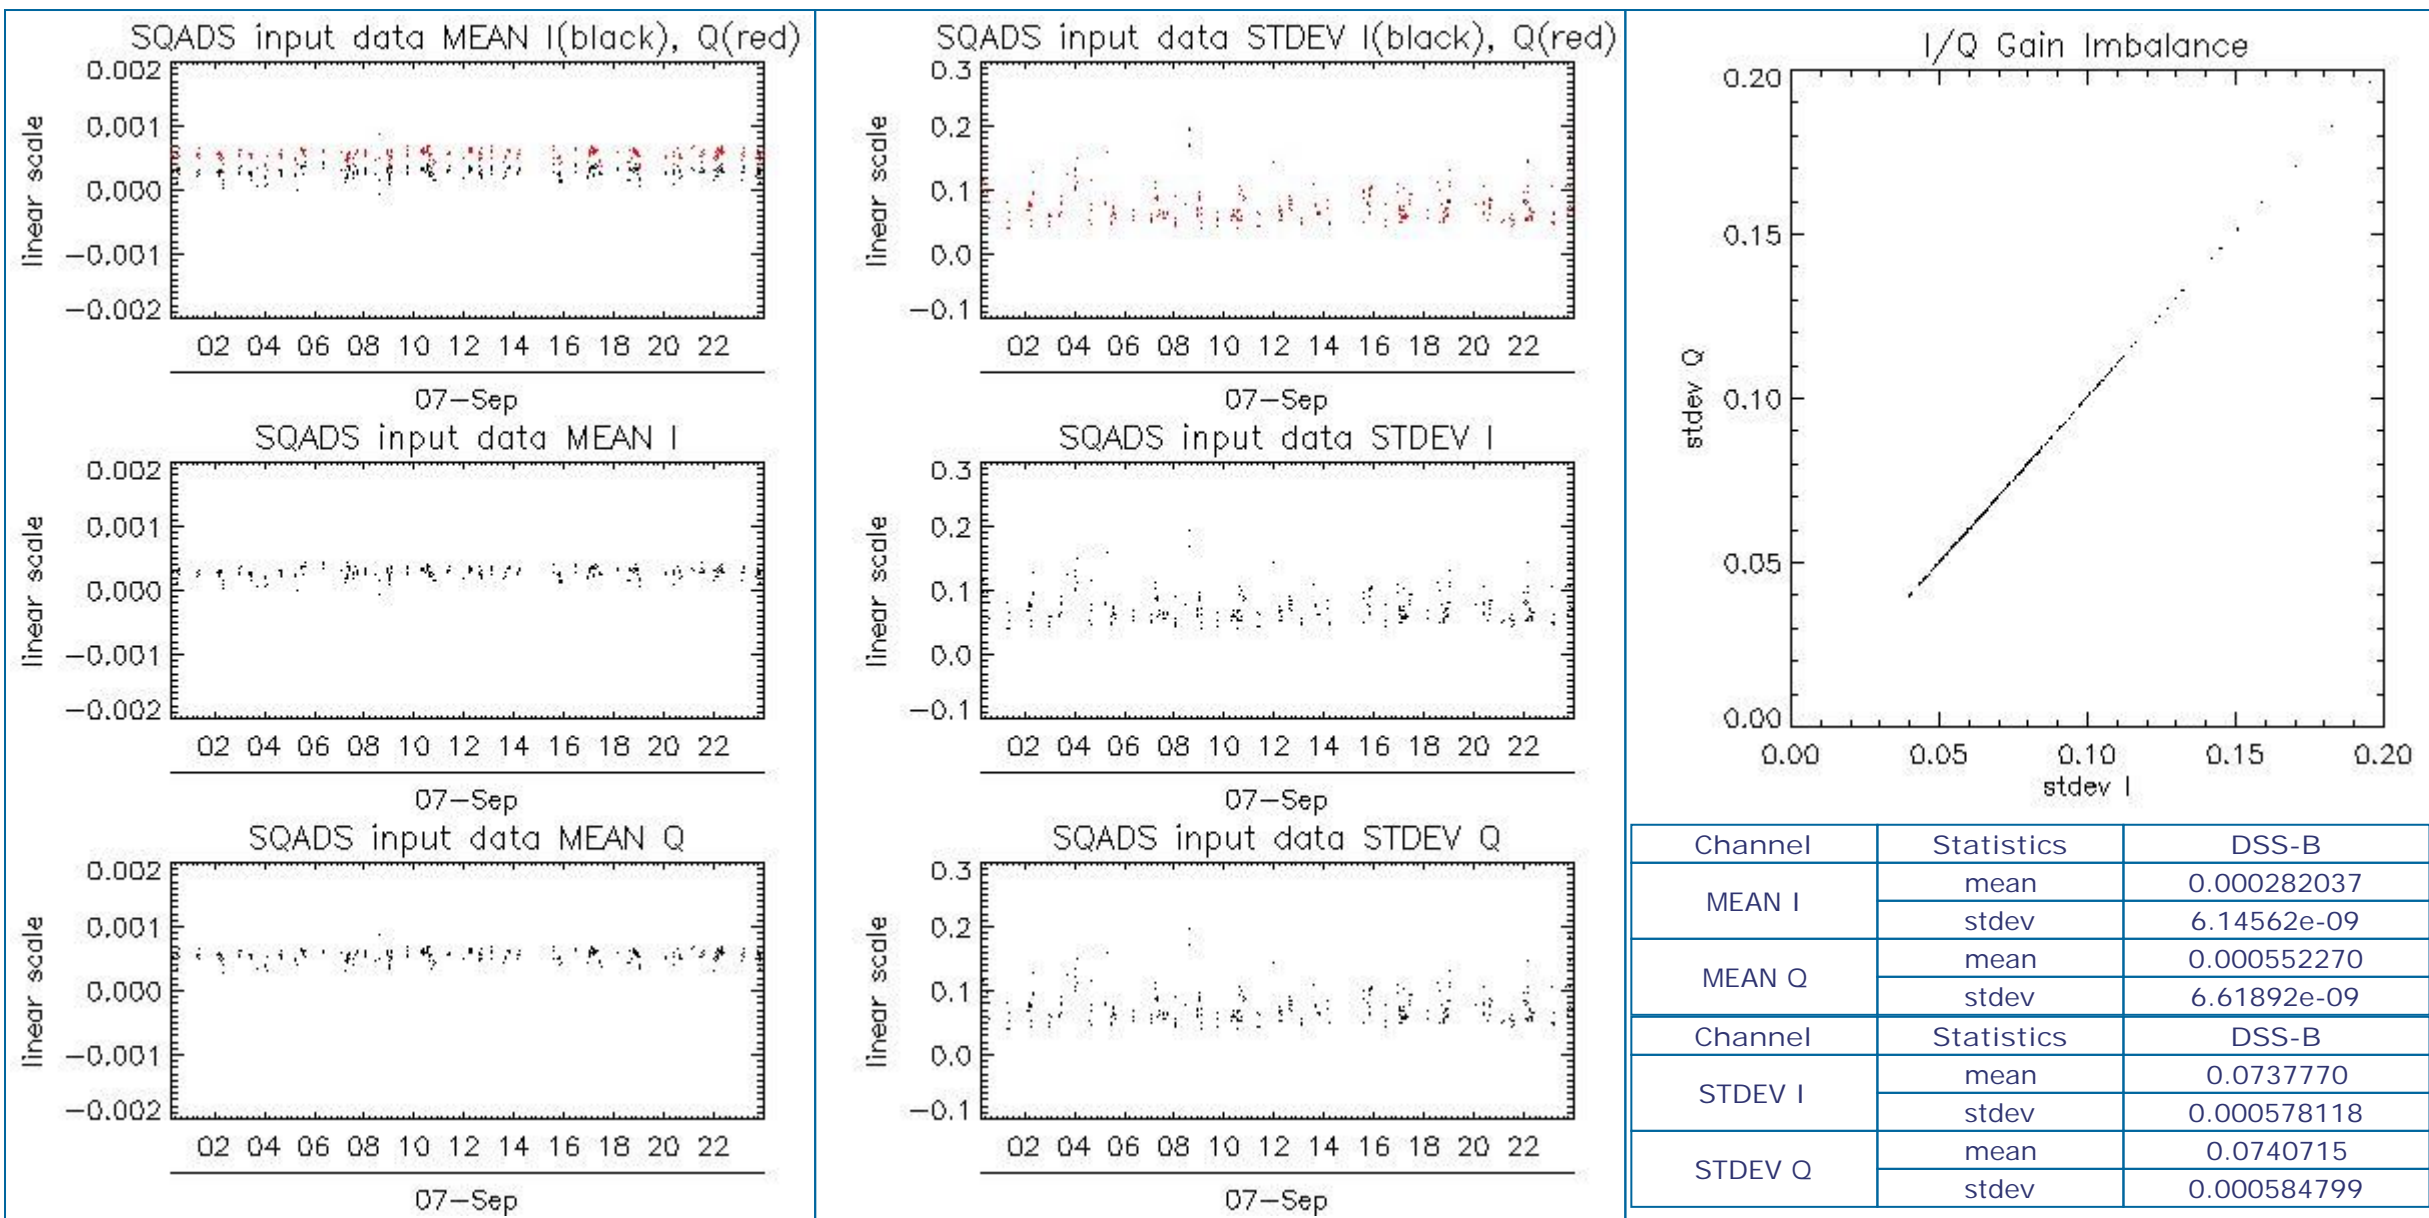 SQADS input data MEAN I(black), Q(red)
0.002
0.001
0.000
-0.001
-0.002
linear scale
02 04 06 08 10 12 14 16 18 20 22
07-Sep
SQADS input data MEAN I
0.002
0.001
0.000
-0.001
-0.002
linear scale
02 04 06 08 10 12 14 16 18 20 22
07-Sep
SQADS input data MEAN Q
0.002
0.001
0.000
-0.001
-0.002
linear scale
02 04 06 08 10 12 14 16 18 20 22
07-Sep
SQADS input data STDEV I(black), Q(red)
0.3
0.2
0.1
0.0
-0.1
linear scale
02 04 06 08 10 12 14 16 18 20 22
07-Sep
SQADS input data STDEV I
0.3
0.2
0.1
0.0
-0.1
linear scale
02 04 06 08 10 12 14 16 18 20 22
07-Sep
SQADS input data STDEV Q
0.3
0.2
0.1
0.0
-0.1
linear scale
02 04 06 08 10 12 14 16 18 20 22
07-Sep
I/Q Gain Imbalance
0.20
0.15
0.10
0.05
0.00
stdev Q
0.00 0.05 0.10 0.15 0.20
stdev I
Channel Statistics DSS-B
MEAN I mean 0.000282037
stdev 6.14562e-09
MEAN Q mean 0.000552270
stdev 6.61892e-09
Channel Statistics DSS-B
STDEV I mean 0.0737770
stdev 0.000578118
STDEV Q mean 0.0740715
stdev 0.000584799